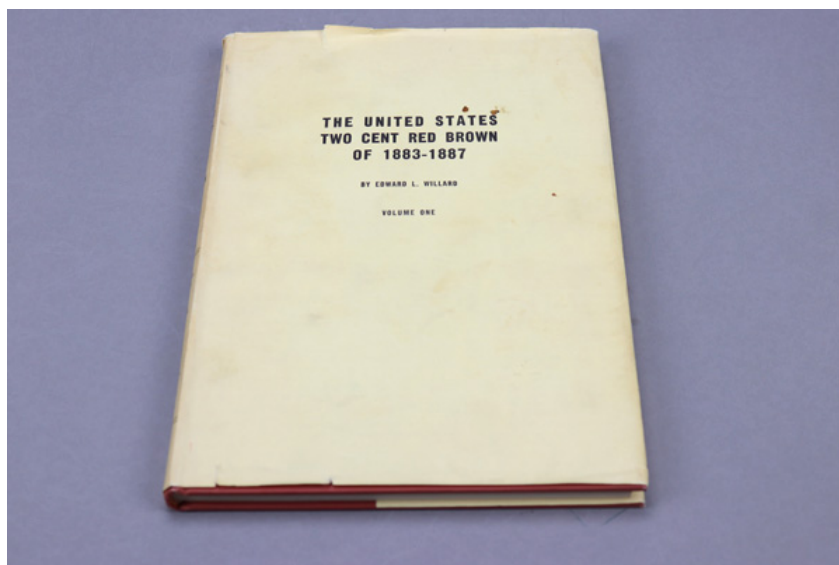 THE UNITED STATES
TWO CENT RED BROWN
OF 1883-1887
BY EDWARD L. WILLARD
VOLUME ONE